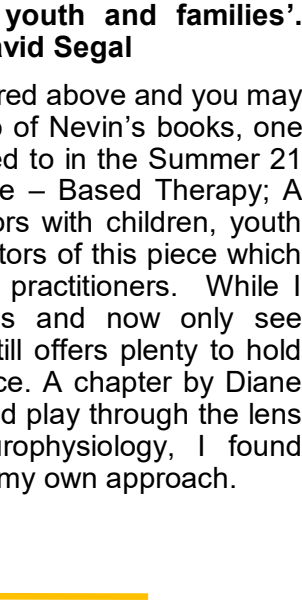 youth and families'.
avid Segal
red above and you may
of Nevin's books, one
ed to in the Summer 21
e – Based Therapy; A
ors with children, youth
tors of this piece which
practitioners. While I
s and now only see
till offers plenty to hold
ce. A chapter by Diane
d play through the lens
urophysiology, I found
my own approach.